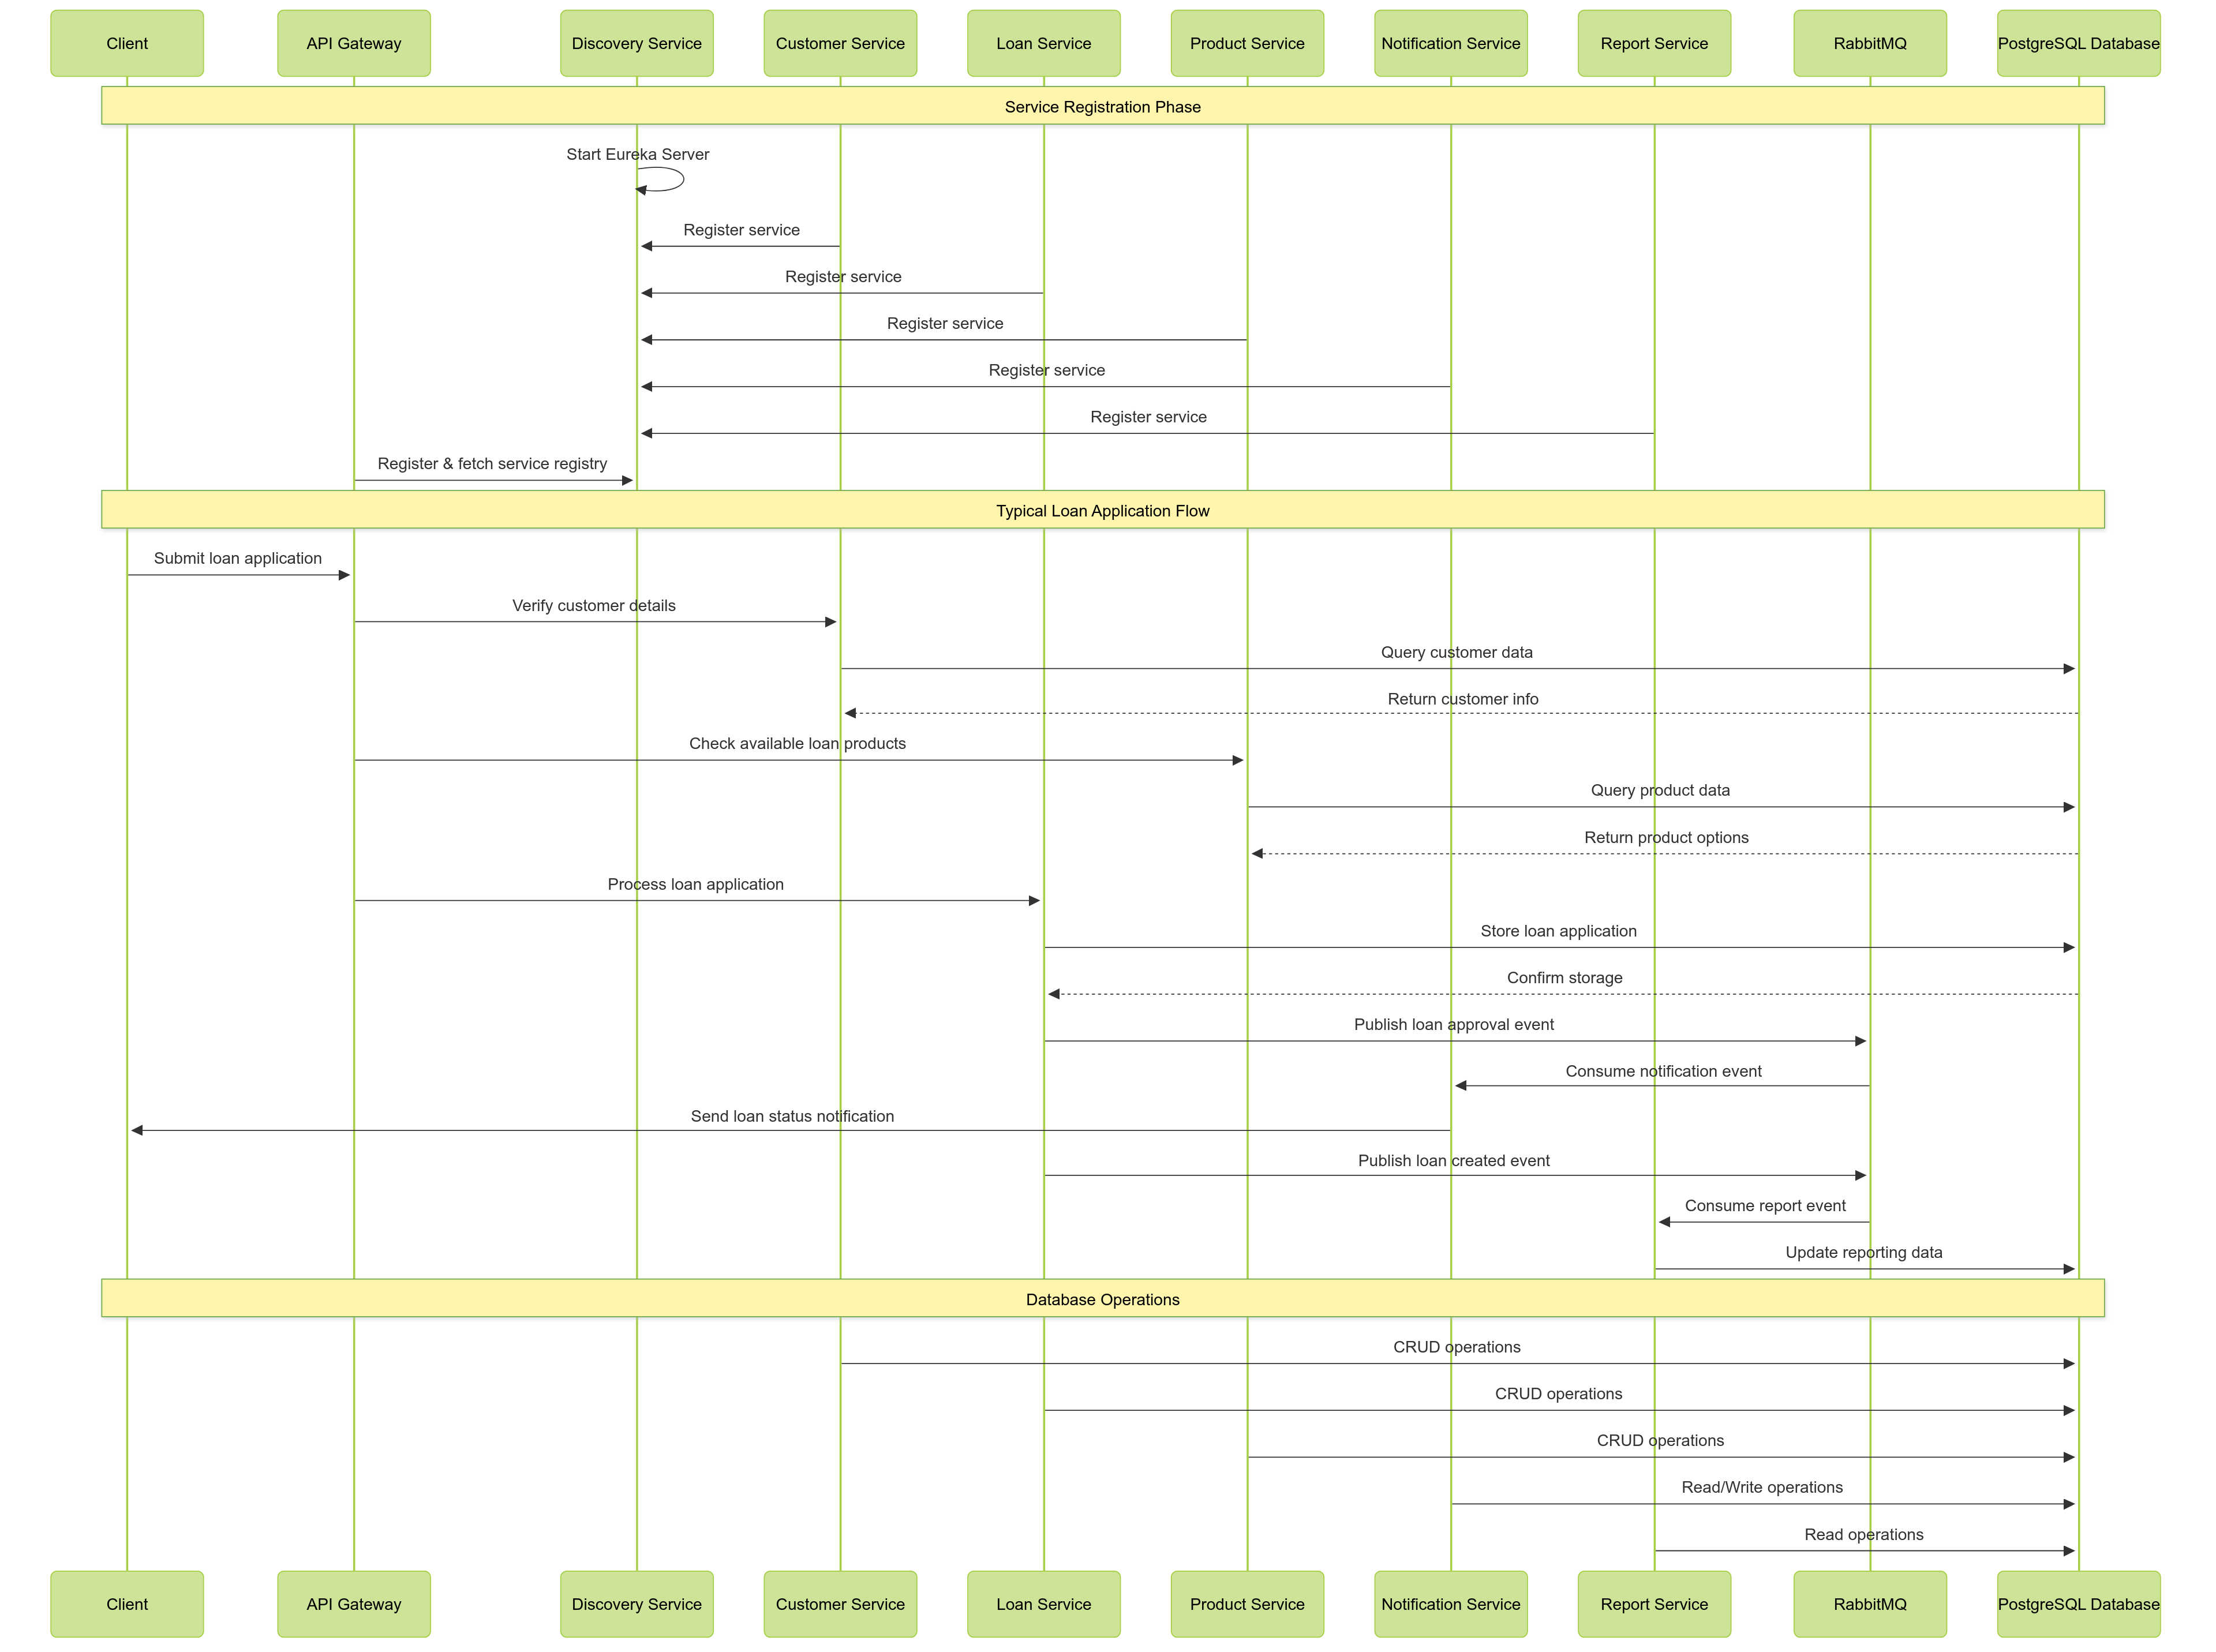 Client
API Gateway
Discovery Service
Customer Service
Loan Service
Product Service
Notification Service
Report Service
RabbitMQ
PostgreSQL Database
Service Registration Phase
Start Eureka Server
Register service
Register service
Register service
Register service
Register service
Register & fetch service registry
Typical Loan Application Flow
Submit loan application
Verify customer details
Query customer data
Return customer info
Check available loan products
Query product data
Return product options
Process loan application
Store loan application
Confirm storage
Publish loan approval event
Consume notification event
Send loan status notification
Publish loan created event
Consume report event
Update reporting data
Database Operations
CRUD operations
CRUD operations
CRUD operations
Read/Write operations
Read operations
Client
API Gateway
Discovery Service
Customer Service
Loan Service
Product Service
Notification Service
Report Service
RabbitMQ
PostgreSQL Database